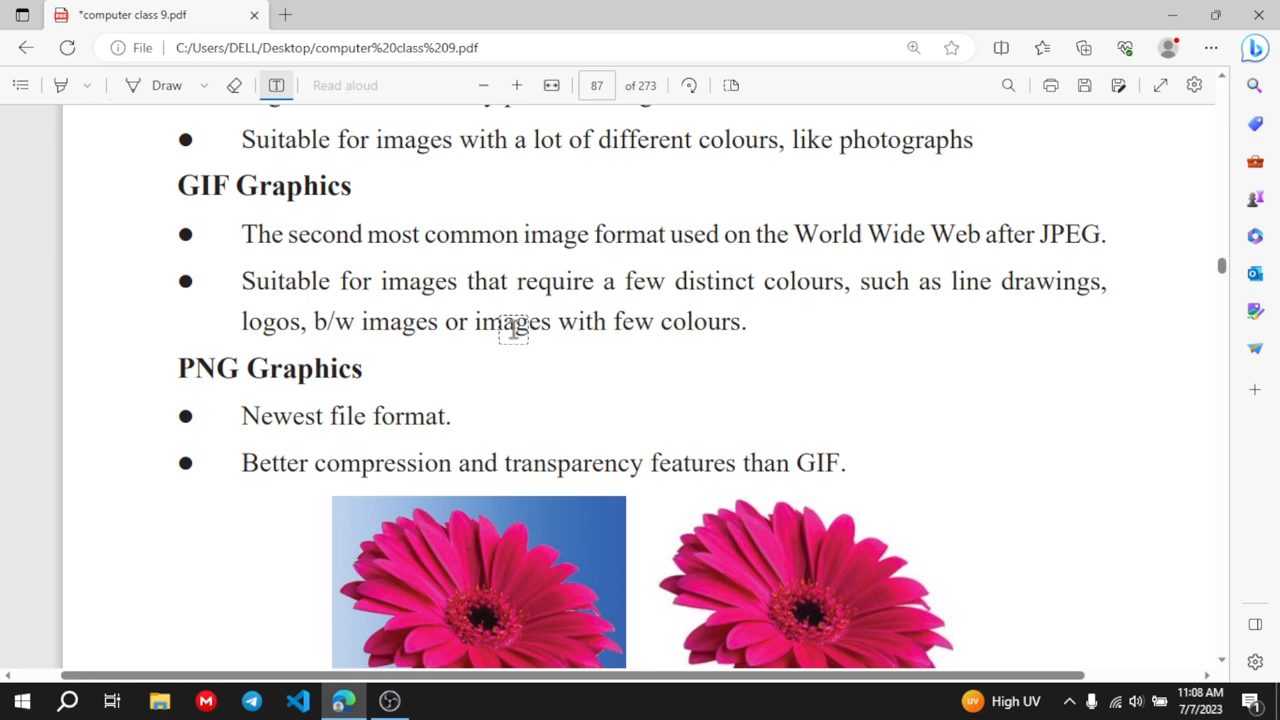 *computer class 9.pdf
File C:/Users/DELL/Desktop/computer%20class%209.pdf
Draw Read aloud 87 of 273
● Suitable for images with a lot of different colours, like photographs
GIF Graphics
● The second most common image format used on the World Wide Web after JPEG.
● Suitable for images that require a few distinct colours, such as line drawings,
logos, b/w images or images with few colours.
PNG Graphics
● Newest file format.
● Better compression and transparency features than GIF.
High UV
11:08 AM
7/7/2023